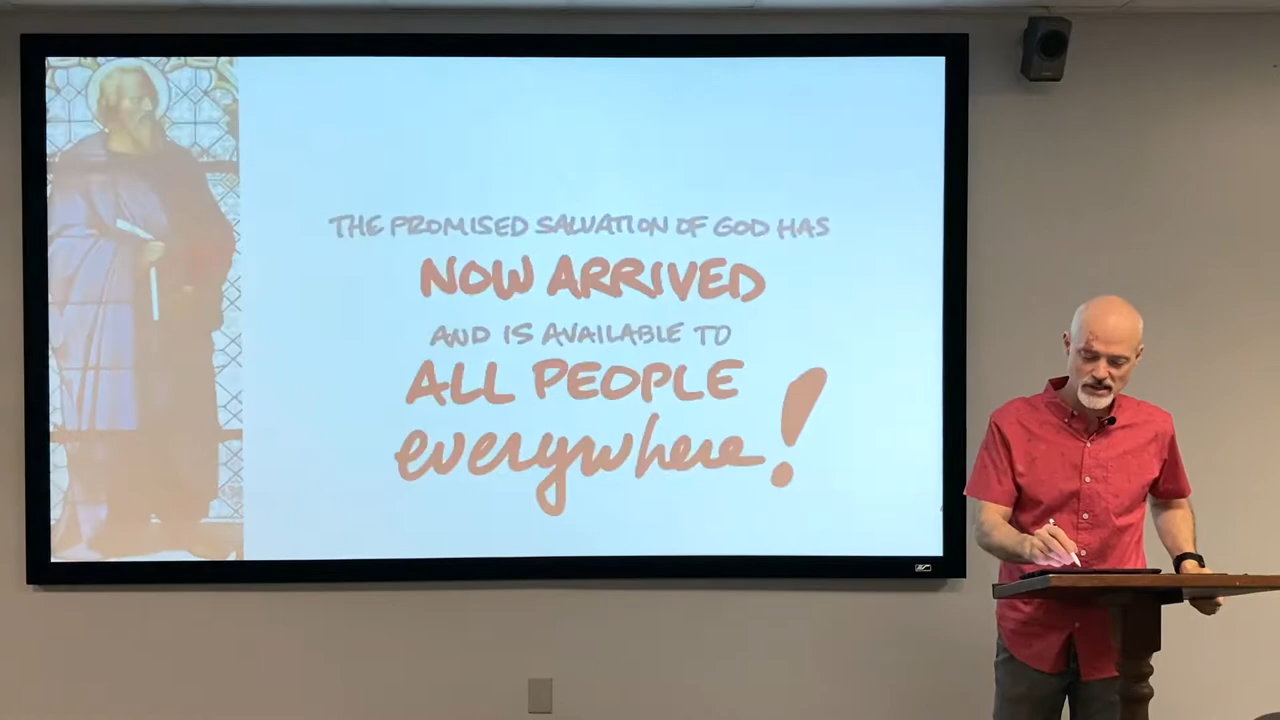 THE PROMISED SALVATION OF GOD HAS
NOW ARRIVED
AND IS AVAILABLE TO
ALL PEOPLE
everywhere!